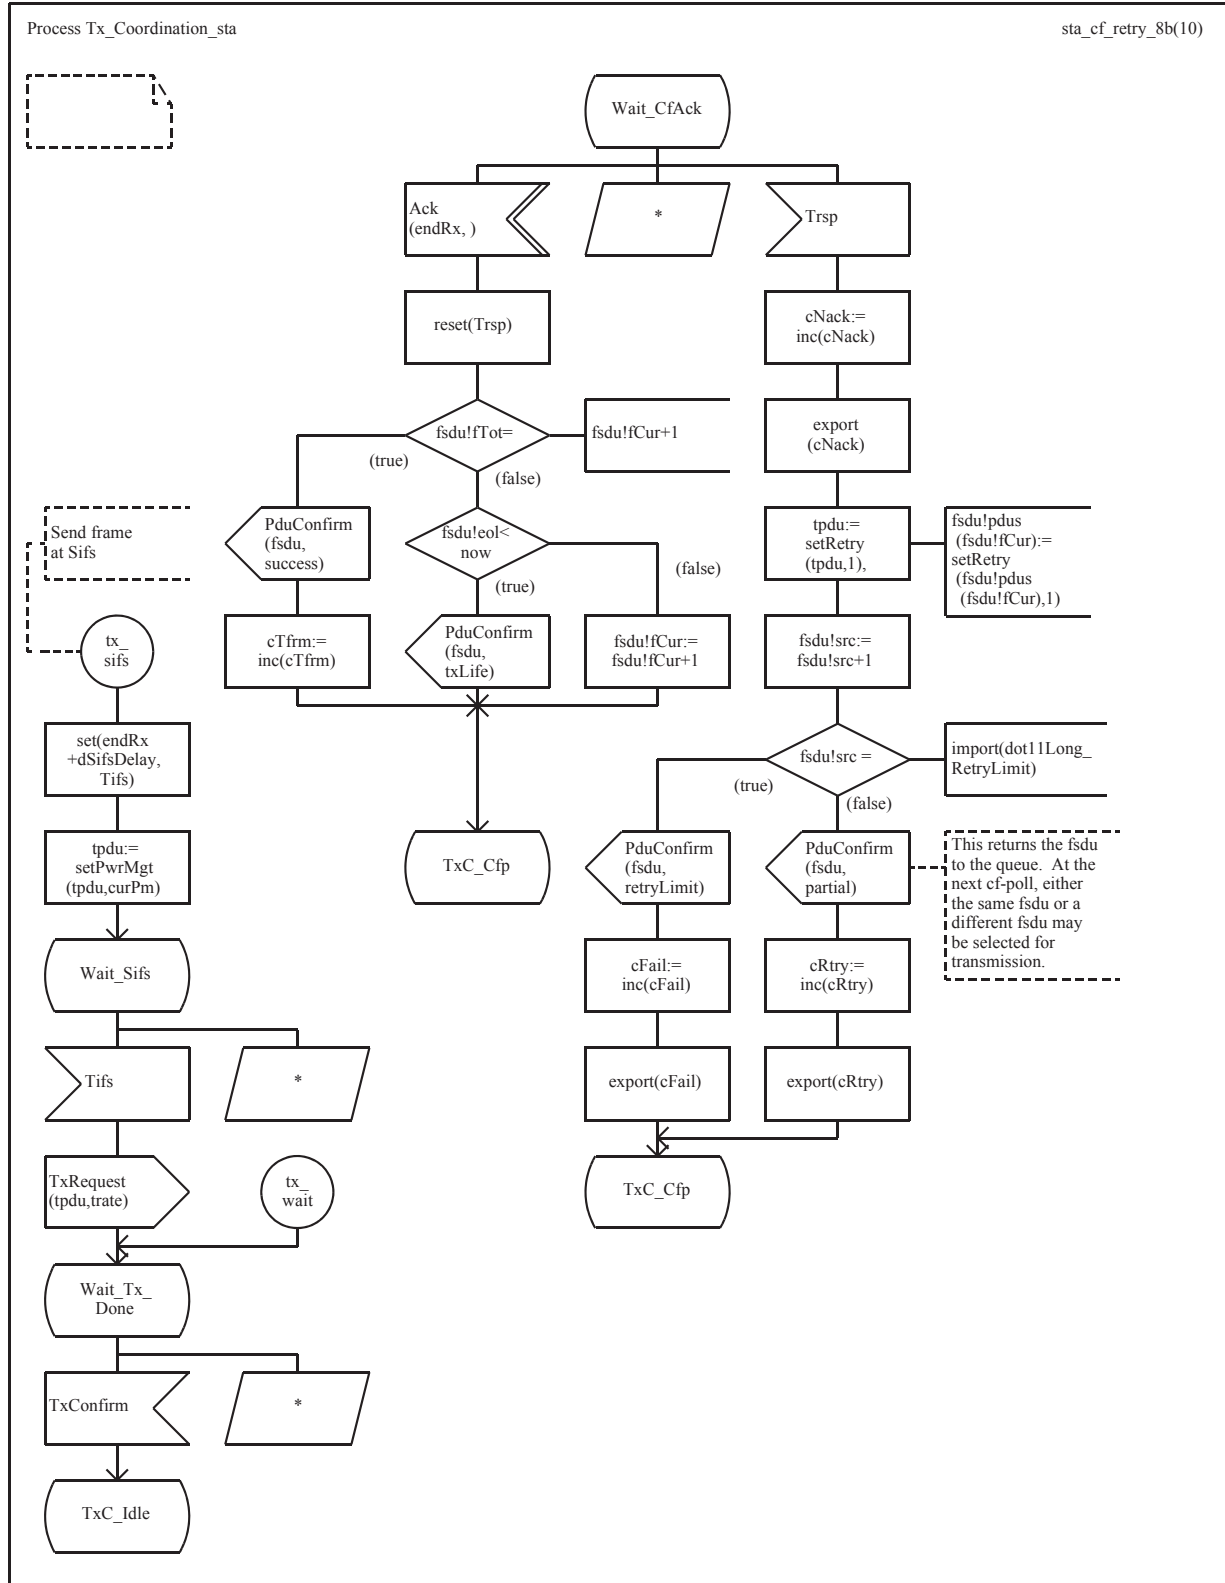 Process Tx_Coordination_sta
sta_cf_retry_8b(10)
Wait_CfAck
Ack
(endRx, )
*
Trsp
reset(Trsp)
cNack:=
inc(cNack)
fsdu!fTot=
fsdu!fCur+1
(true)
(false)
export
(cNack)
Send frame
at Sifs
PduConfirm
(fsdu,
success)
fsdu!eol<
now
(true)
(false)
tpdu:=
setRetry
(tpdu,1),
fsdu!pdus
(fsdu!fCur):=
setRetry
(fsdu!pdus
(fsdu!fCur),1)
tx_
sifs
cTfrm:=
inc(cTfrm)
PduConfirm
(fsdu,
txLife)
fsdu!fCur:=
fsdu!fCur+1
fsdu!src:=
fsdu!src+1
set(endRx
+dSifsDelay,
Tifs)
fsdu!src =
import(dot11Long_
RetryLimit)
(true)
(false)
tpdu:=
setPwrMgt
(tpdu,curPm)
TxC_Cfp
PduConfirm
(fsdu,
retryLimit)
PduConfirm
(fsdu,
partial)
This returns the fsdu
to the queue. At the
next cf-poll, either
the same fsdu or a
different fsdu may
be selected for
transmission.
Wait_Sifs
cFail:=
inc(cFail)
cRtry:=
inc(cRtry)
Tifs
*
export(cFail)
export(cRtry)
TxRequest
(tpdu,trate)
tx_
wait
TxC_Cfp
Wait_Tx_
Done
TxConfirm
*
TxC_Idle